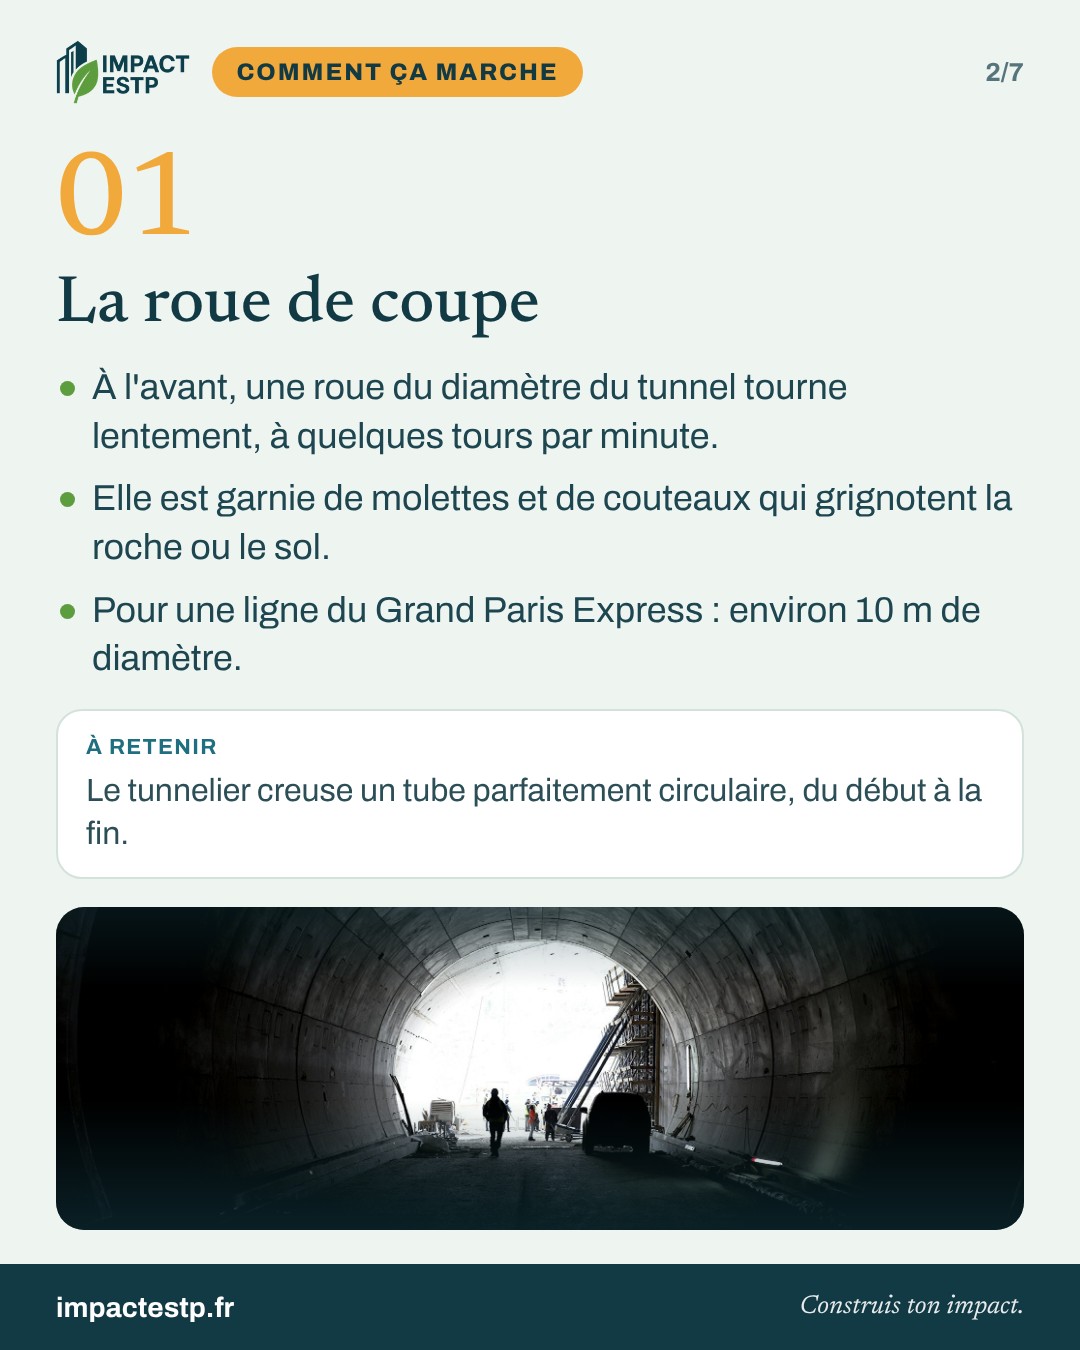 IMPACT
ESTP
COMMENT ÇA MARCHE
2/7
01
La roue de coupe
À l'avant, une roue du diamètre du tunnel tourne
lentement, à quelques tours par minute.
Elle est garnie de molettes et de couteaux qui grignotent la
roche ou le sol.
Pour une ligne du Grand Paris Express : environ 10 m de
diamètre.
À RETENIR
Le tunnelier creuse un tube parfaitement circulaire, du début à la
fin.
impactestp.fr
Construis ton impact.